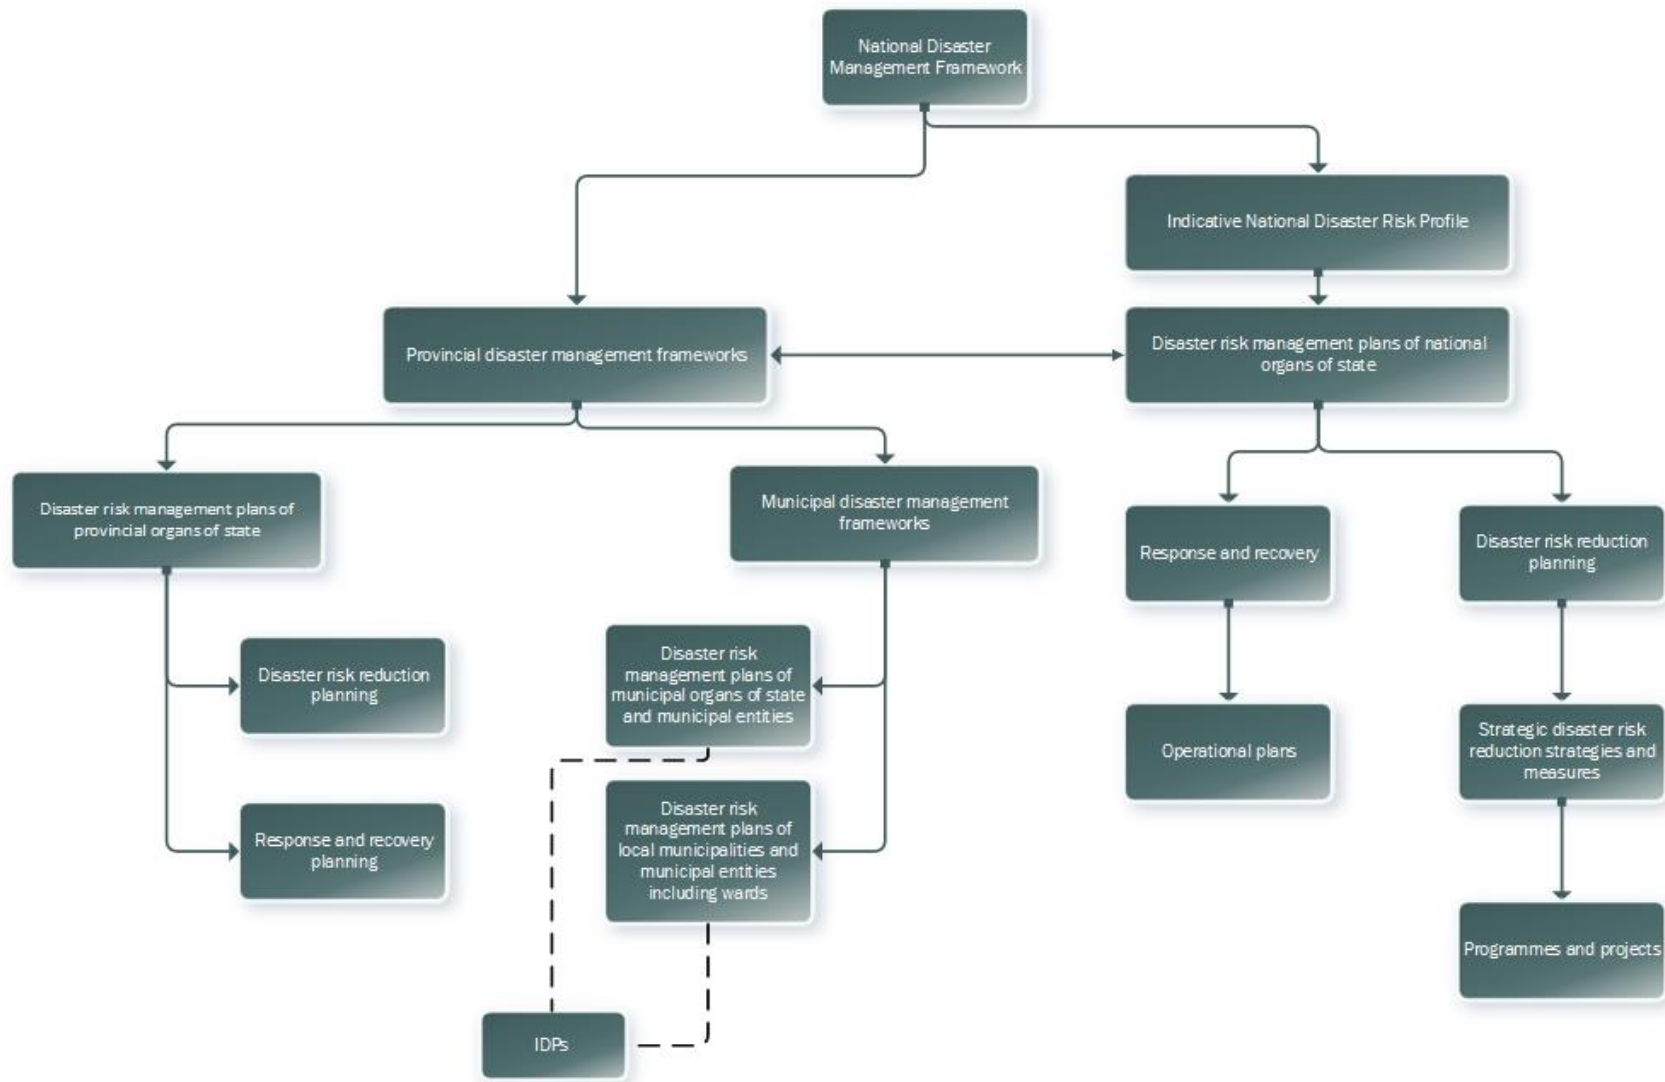 National Disaster
Management Framework
Indicative National Disaster Risk Profile
Provincial disaster management frameworks
Disaster risk management plans of national
organs of state
Disaster risk management plans of
provincial organs of state
Municipal disaster management
frameworks
Response and recovery
Disaster risk reduction
planning
Disaster risk reduction
planning
Disaster risk
management plans of
municipal organs of state
and municipal entities
Operational plans
Strategic disaster risk
reduction strategies and
measures
Response and recovery
planning
Disaster risk
management plans of
local municipalities and
municipal entities
including wards
Programmes and projects
IDPs